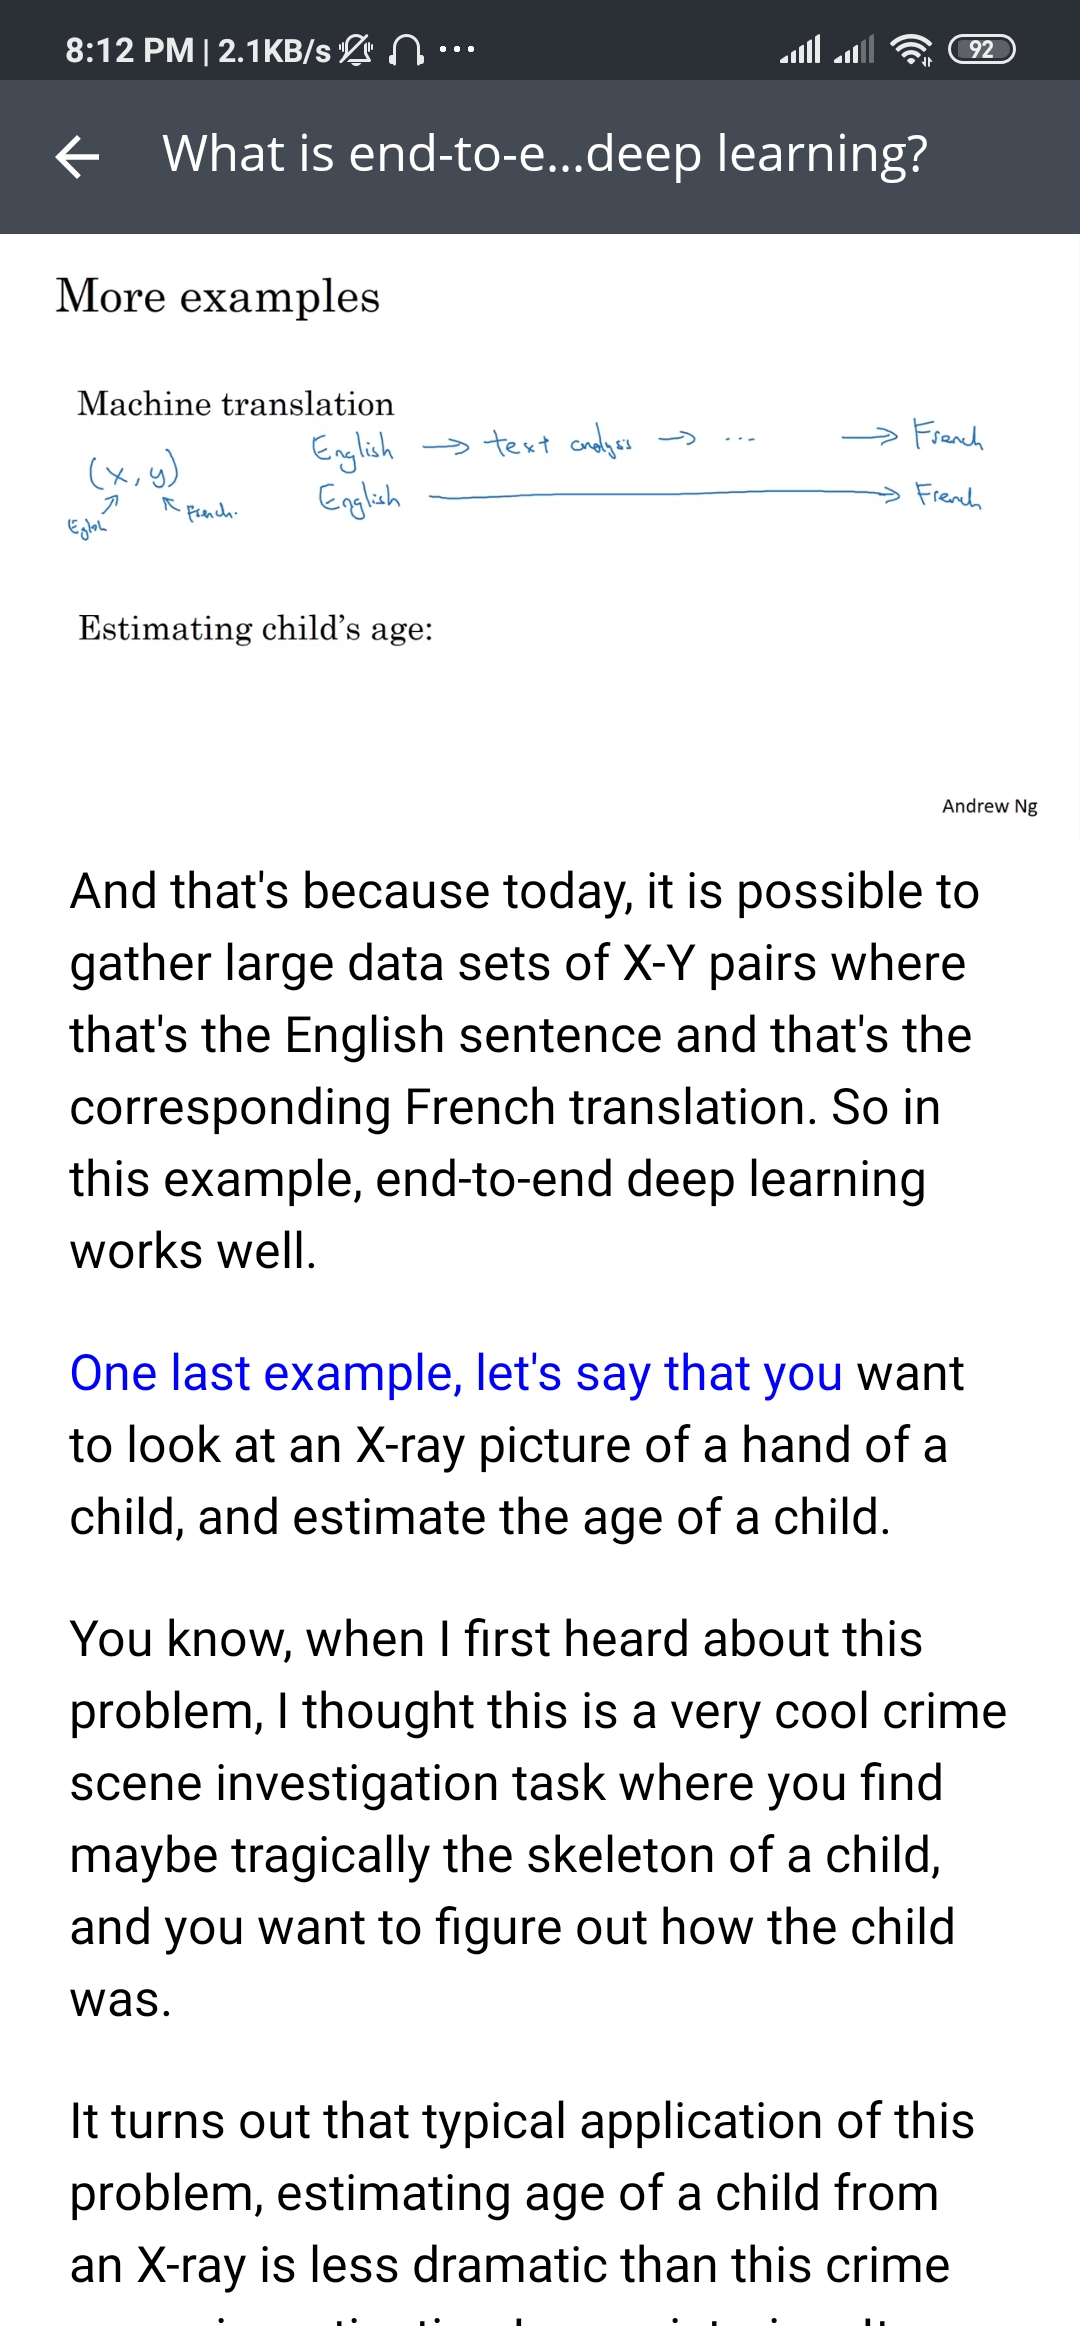 8:12 PM | 2.1KB/s ...
92
What is end-to-e...deep learning?
More examples
Machine translation
English → text analysis → ... → French
(x, y)
English → French
French.
Estimating child's age:
Andrew Ng
And that's because today, it is possible to
gather large data sets of X-Y pairs where
that's the English sentence and that's the
corresponding French translation. So in
this example, end-to-end deep learning
works well.
One last example, let's say that you want
to look at an X-ray picture of a hand of a
child, and estimate the age of a child.
You know, when I first heard about this
problem, I thought this is a very cool crime
scene investigation task where you find
maybe tragically the skeleton of a child,
and you want to figure out how the child
was.
It turns out that typical application of this
problem, estimating age of a child from
an X-ray is less dramatic than this crime